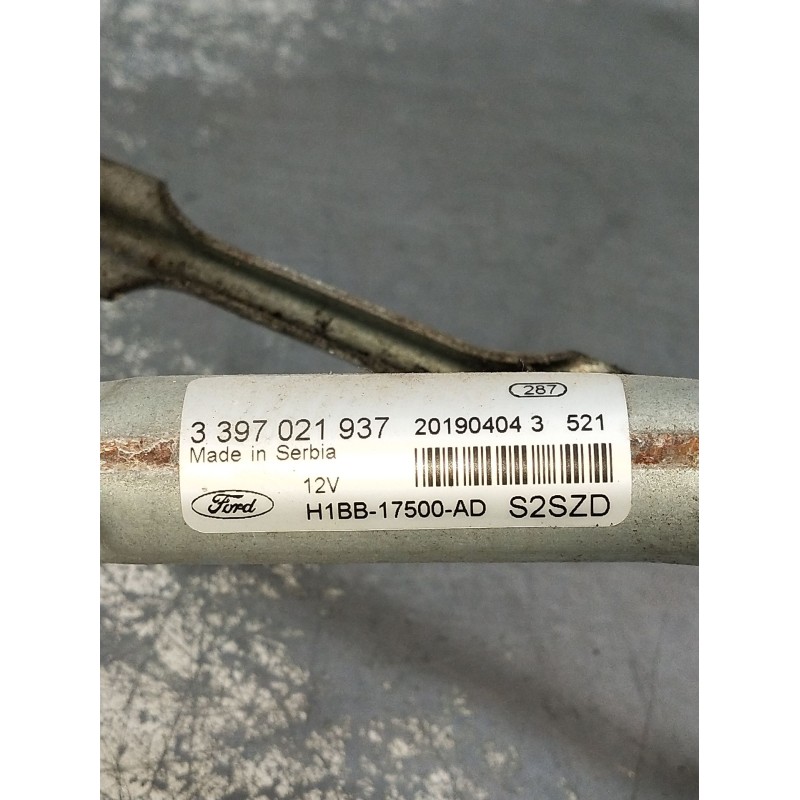 287
3 397 021 937 20190404 3 521
Made in Serbia
12V
Ford H1BB-17500-AD S2SZD